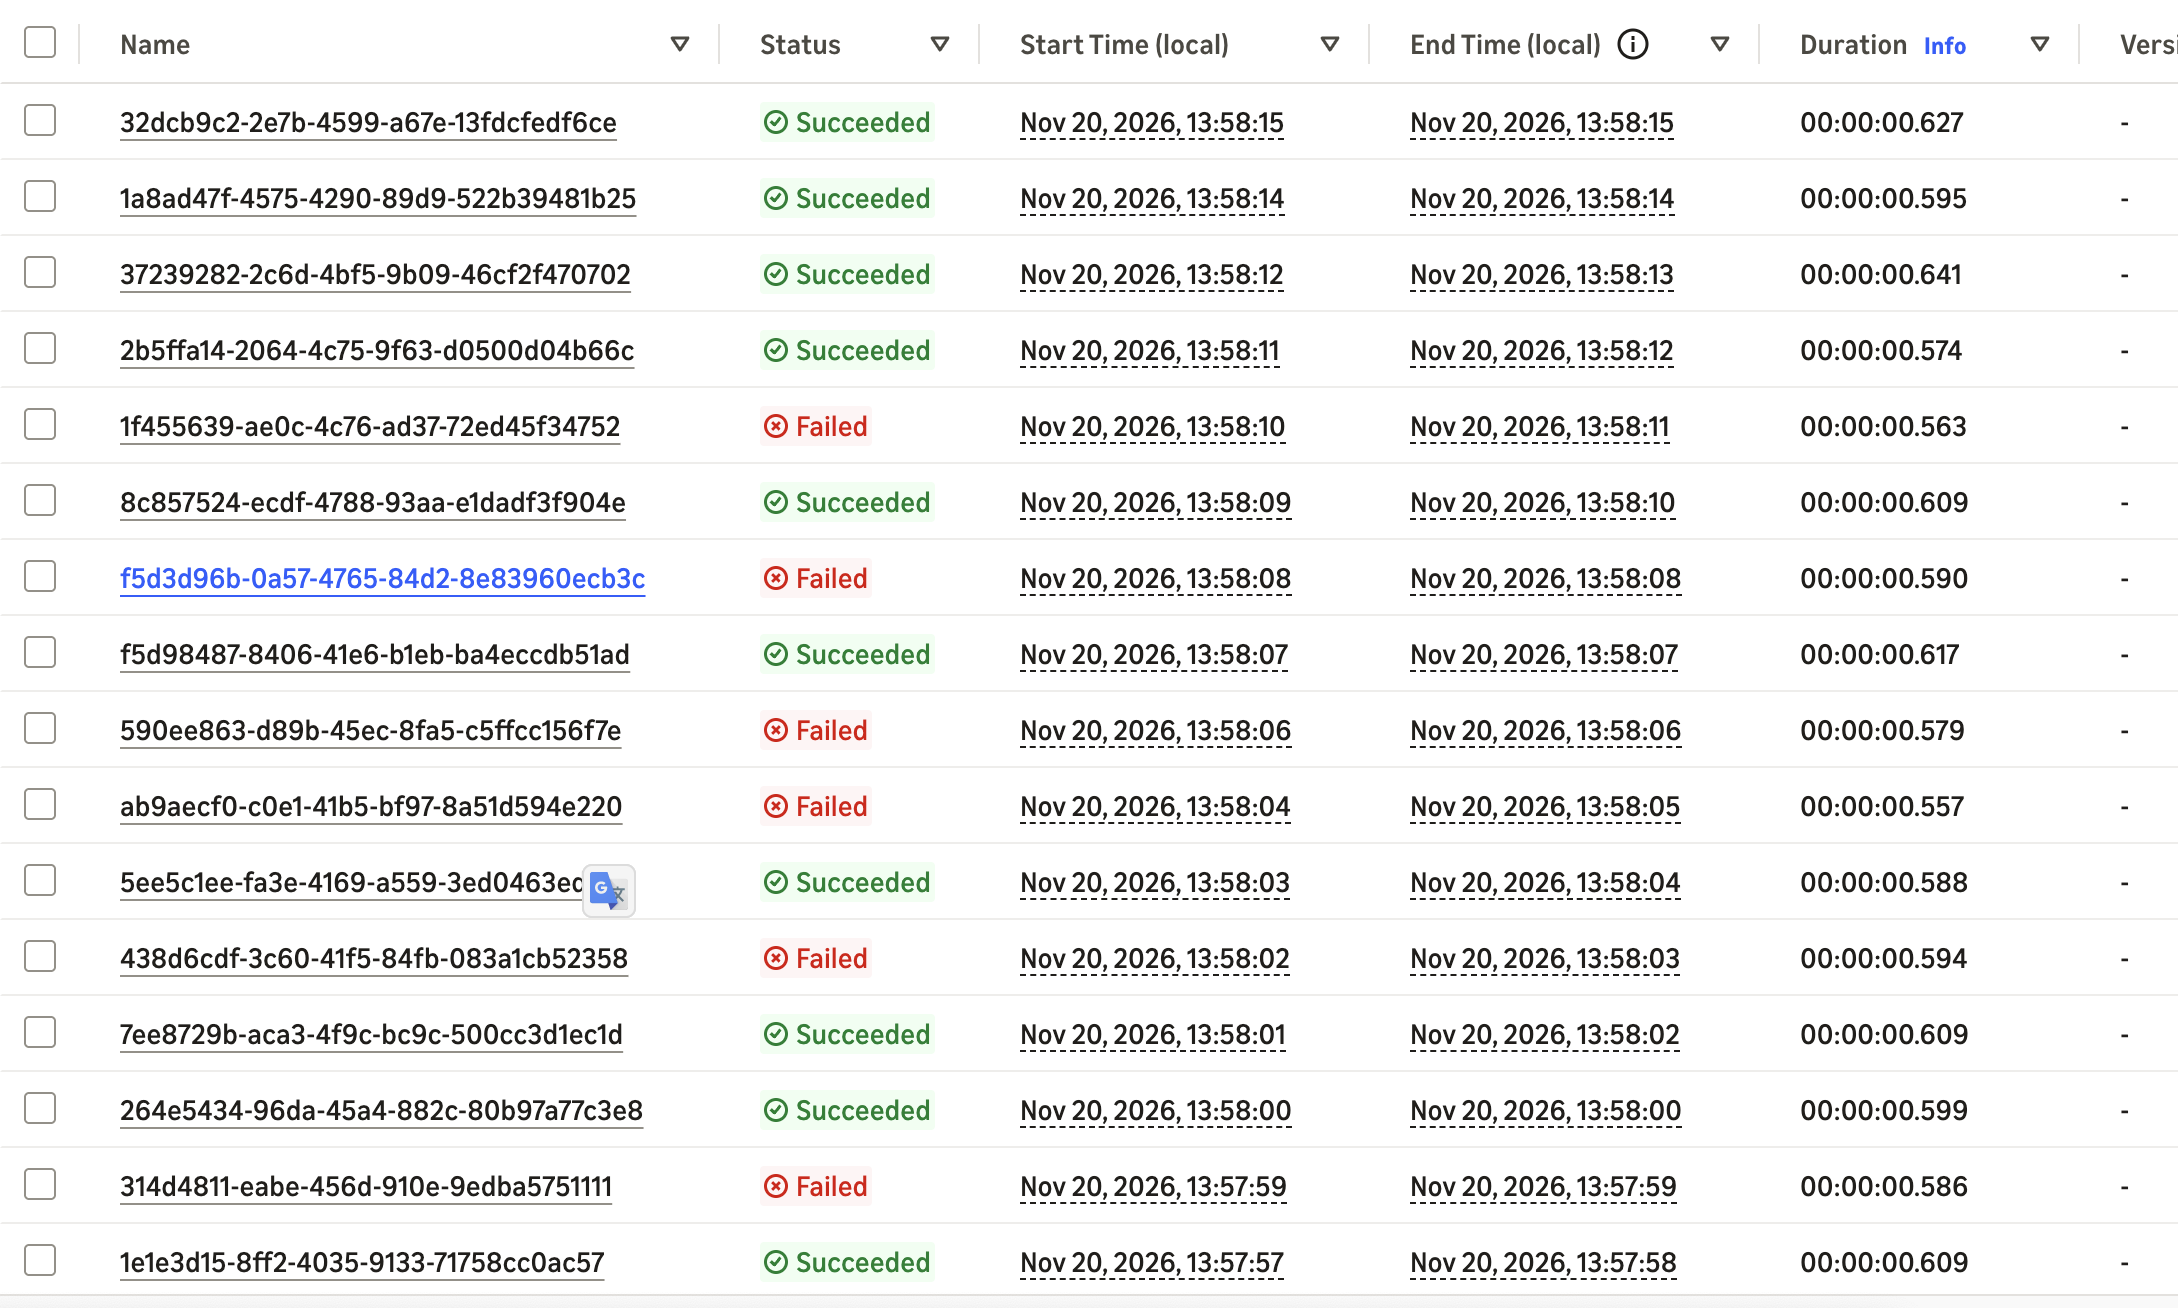 Name Status Start Time (local) End Time (local) Duration Info
32dcb9c2-2e7b-4599-a67e-13fdcfedf6ce Succeeded Nov 20, 2026, 13:58:15 Nov 20, 2026, 13:58:15 00:00:00.627 -
1a8ad47f-4575-4290-89d9-522b39481b25 Succeeded Nov 20, 2026, 13:58:14 Nov 20, 2026, 13:58:14 00:00:00.595 -
37239282-2c6d-4bf5-9b09-46cf2f470702 Succeeded Nov 20, 2026, 13:58:12 Nov 20, 2026, 13:58:13 00:00:00.641 -
2b5ffa14-2064-4c75-9f63-d0500d04b66c Succeeded Nov 20, 2026, 13:58:11 Nov 20, 2026, 13:58:12 00:00:00.574 -
1f455639-ae0c-4c76-ad37-72ed45f34752 Failed Nov 20, 2026, 13:58:10 Nov 20, 2026, 13:58:11 00:00:00.563 -
8c857524-ecdf-4788-93aa-e1dadf3f904e Succeeded Nov 20, 2026, 13:58:09 Nov 20, 2026, 13:58:10 00:00:00.609 -
f5d3d96b-0a57-4765-84d2-8e83960ecb3c Failed Nov 20, 2026, 13:58:08 Nov 20, 2026, 13:58:08 00:00:00.590 -
f5d98487-8406-41e6-b1eb-ba4eccdb51ad Succeeded Nov 20, 2026, 13:58:07 Nov 20, 2026, 13:58:07 00:00:00.617 -
590ee863-d89b-45ec-8fa5-c5ffcc156f7e Failed Nov 20, 2026, 13:58:06 Nov 20, 2026, 13:58:06 00:00:00.579 -
ab9aecf0-c0e1-41b5-bf97-8a51d594e220 Failed Nov 20, 2026, 13:58:04 Nov 20, 2026, 13:58:05 00:00:00.557 -
Succeeded Nov 20, 2026, 13:58:03 Nov 20, 2026, 13:58:04 00:00:00.588 -
438d6cdf-3c60-41f5-84fb-083a1cb52358 Failed Nov 20, 2026, 13:58:02 Nov 20, 2026, 13:58:03 00:00:00.594 -
7ee8729b-aca3-4f9c-bc9c-500cc3d1ec1d Succeeded Nov 20, 2026, 13:58:01 Nov 20, 2026, 13:58:02 00:00:00.609 -
264e5434-96da-45a4-882c-80b97a77c3e8 Succeeded Nov 20, 2026, 13:58:00 Nov 20, 2026, 13:58:00 00:00:00.599 -
314d4811-eabe-456d-910e-9edba5751111 Failed Nov 20, 2026, 13:57:59 Nov 20, 2026, 13:57:59 00:00:00.586 -
1e1e3d15-8ff2-4035-9133-71758cc0ac57 Succeeded Nov 20, 2026, 13:57:57 Nov 20, 2026, 13:57:58 00:00:00.609 -